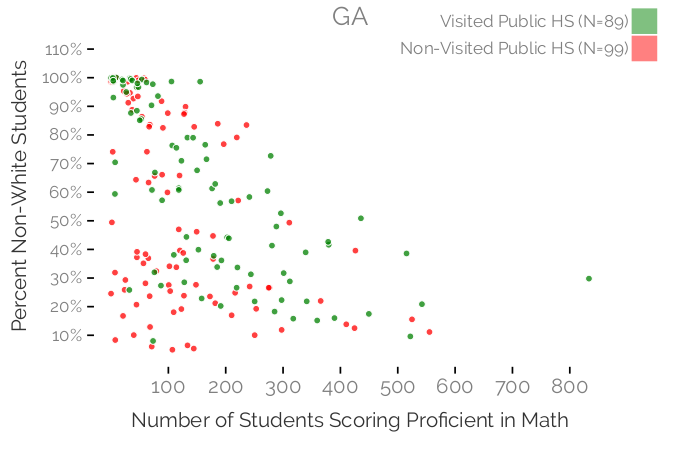 GA
Visited Public HS (N=89)
Non-Visited Public HS (N=99)
Percent Non-White Students
110%
100%
90%
80%
70%
60%
50%
40%
30%
20%
10%
100 200 300 400 500 600 700 800
Number of Students Scoring Proficient in Math